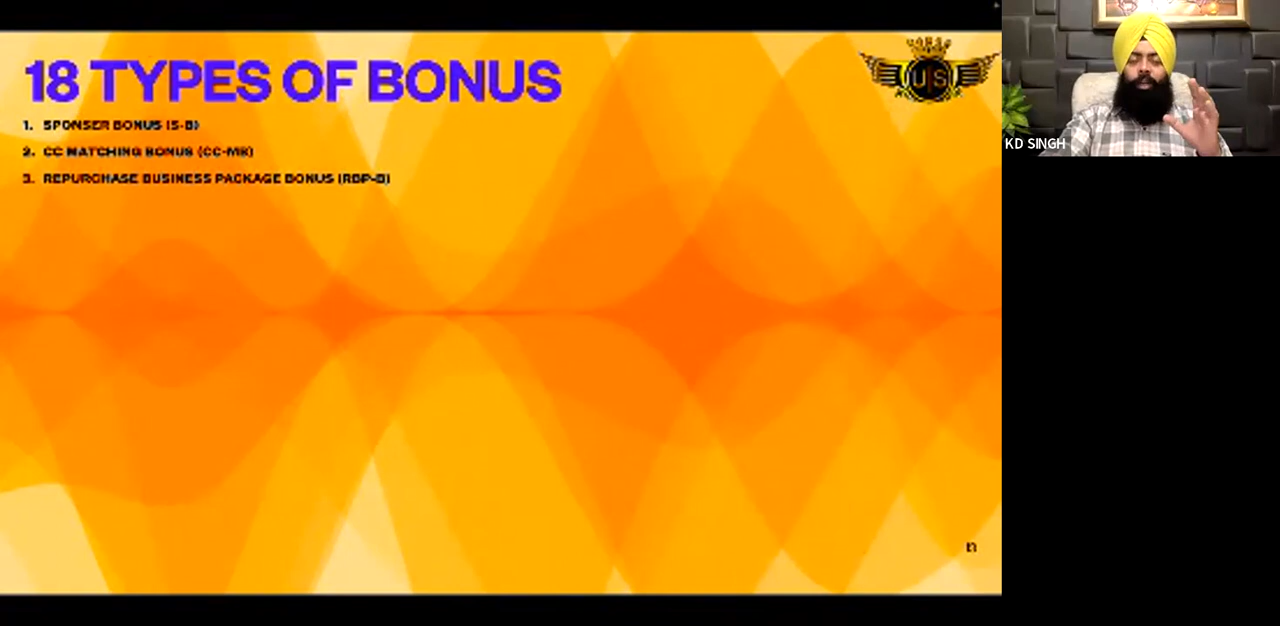 18 TYPES OF BONUS
1. SPONSER BONUS (S-B)
2. CC MATCHING BONUS (CC-MB)
3. REPURCHASE BUSINESS PACKAGE BONUS (RBP-B)
UIS
KD SINGH